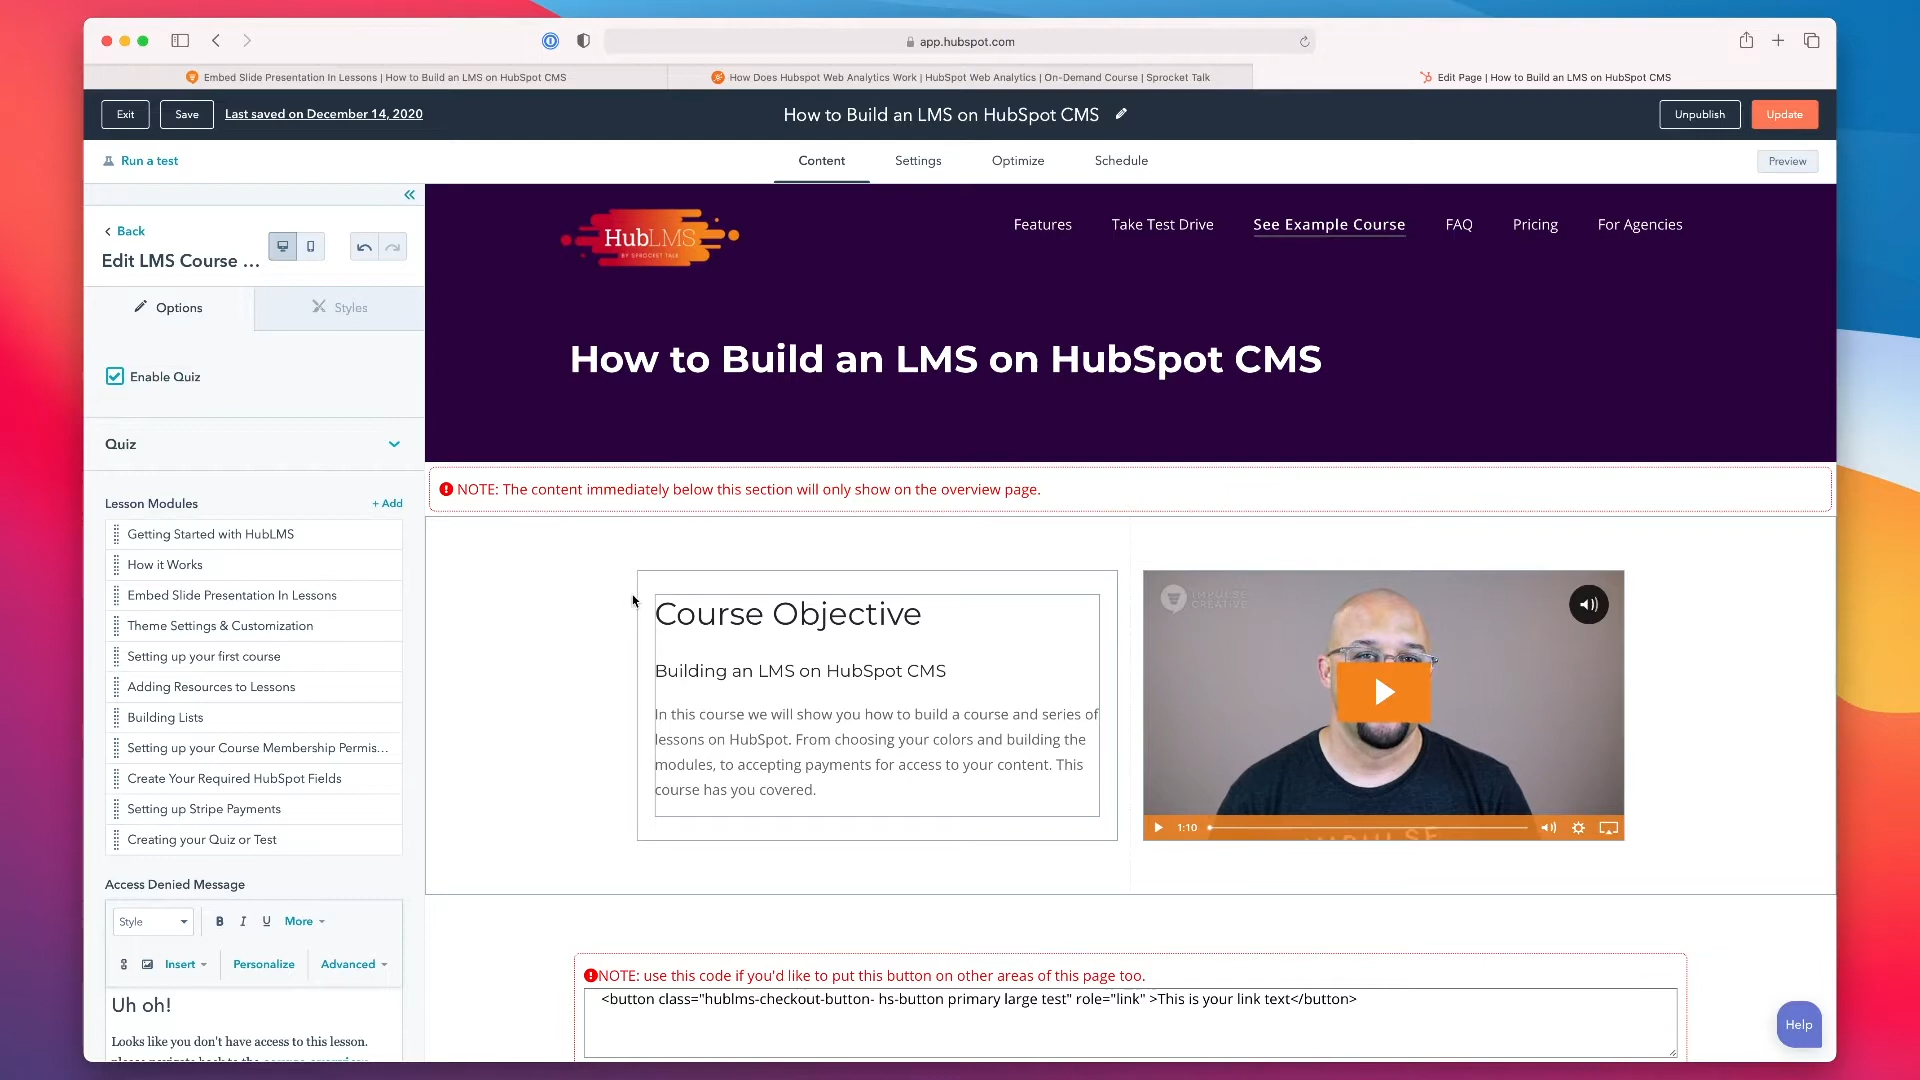 app.hubspot.com
Embed Slide Presentation In Lessons | How to Build an LMS on HubSpot CMS
How Does Hubspot Web Analytics Work | HubSpot Web Analytics | On-Demand Course | Sprocket Talk
Edit Page | How to Build an LMS on HubSpot CMS
Exit
Save
Last saved on December 14, 2020
How to Build an LMS on HubSpot CMS
Unpublish
Update
Run a test
Content
Settings
Optimize
Schedule
Preview
Back
Edit LMS Course ...
Options
Styles
Enable Quiz
Quiz
Lesson Modules
+ Add
Getting Started with HubLMS
How it Works
Embed Slide Presentation In Lessons
Theme Settings & Customization
Setting up your first course
Adding Resources to Lessons
Building Lists
Setting up your Course Membership Permis...
Create Your Required HubSpot Fields
Setting up Stripe Payments
Creating your Quiz or Test
Access Denied Message
Style
B
I
U
More
Insert
Personalize
Advanced
Uh oh!
Looks like you don't have access to this lesson.
HubLMS
BY SPROCKET TALK
Features
Take Test Drive
See Example Course
FAQ
Pricing
For Agencies
How to Build an LMS on HubSpot CMS
NOTE: The content immediately below this section will only show on the overview page.
Course Objective
Building an LMS on HubSpot CMS
In this course we will show you how to build a course and series of
lessons on HubSpot. From choosing your colors and building the
modules, to accepting payments for access to your content. This
course has you covered.
IMPULSE
CREATIVE
1:10
NOTE: use this code if you'd like to put this button on other areas of this page too.
<button class="hublms-checkout-button- hs-button primary large test" role="link" >This is your link text</button>
Help